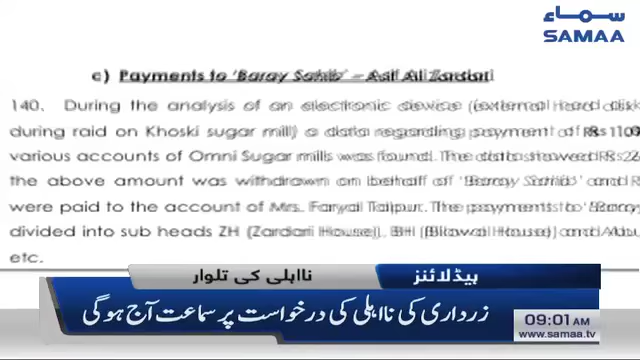 سماء
SAMAA
c) Payments to 'Baray Sahib' – Asif Ali Zardari
140. During the analysis of an electronic device (external hard disk
during raid on Khoski sugar mill) a data regarding payment of Rs
various accounts of Omni Sugar mills was found. The data showed Rs
the above amount was withdrawn on behalf of 'Baray Sahib' and
were paid to the account of Mrs. Faryal Talpur. The payments to 'Baray
divided into sub heads ZH (Zardari House), BH (Bilawal House) and
etc.
ہیڈلائنز
نااہلی کی تلوار
زرداری کی نااہلی کی درخواست پر سماعت آج ہوگی
09:01 AM
www.samaa.tv